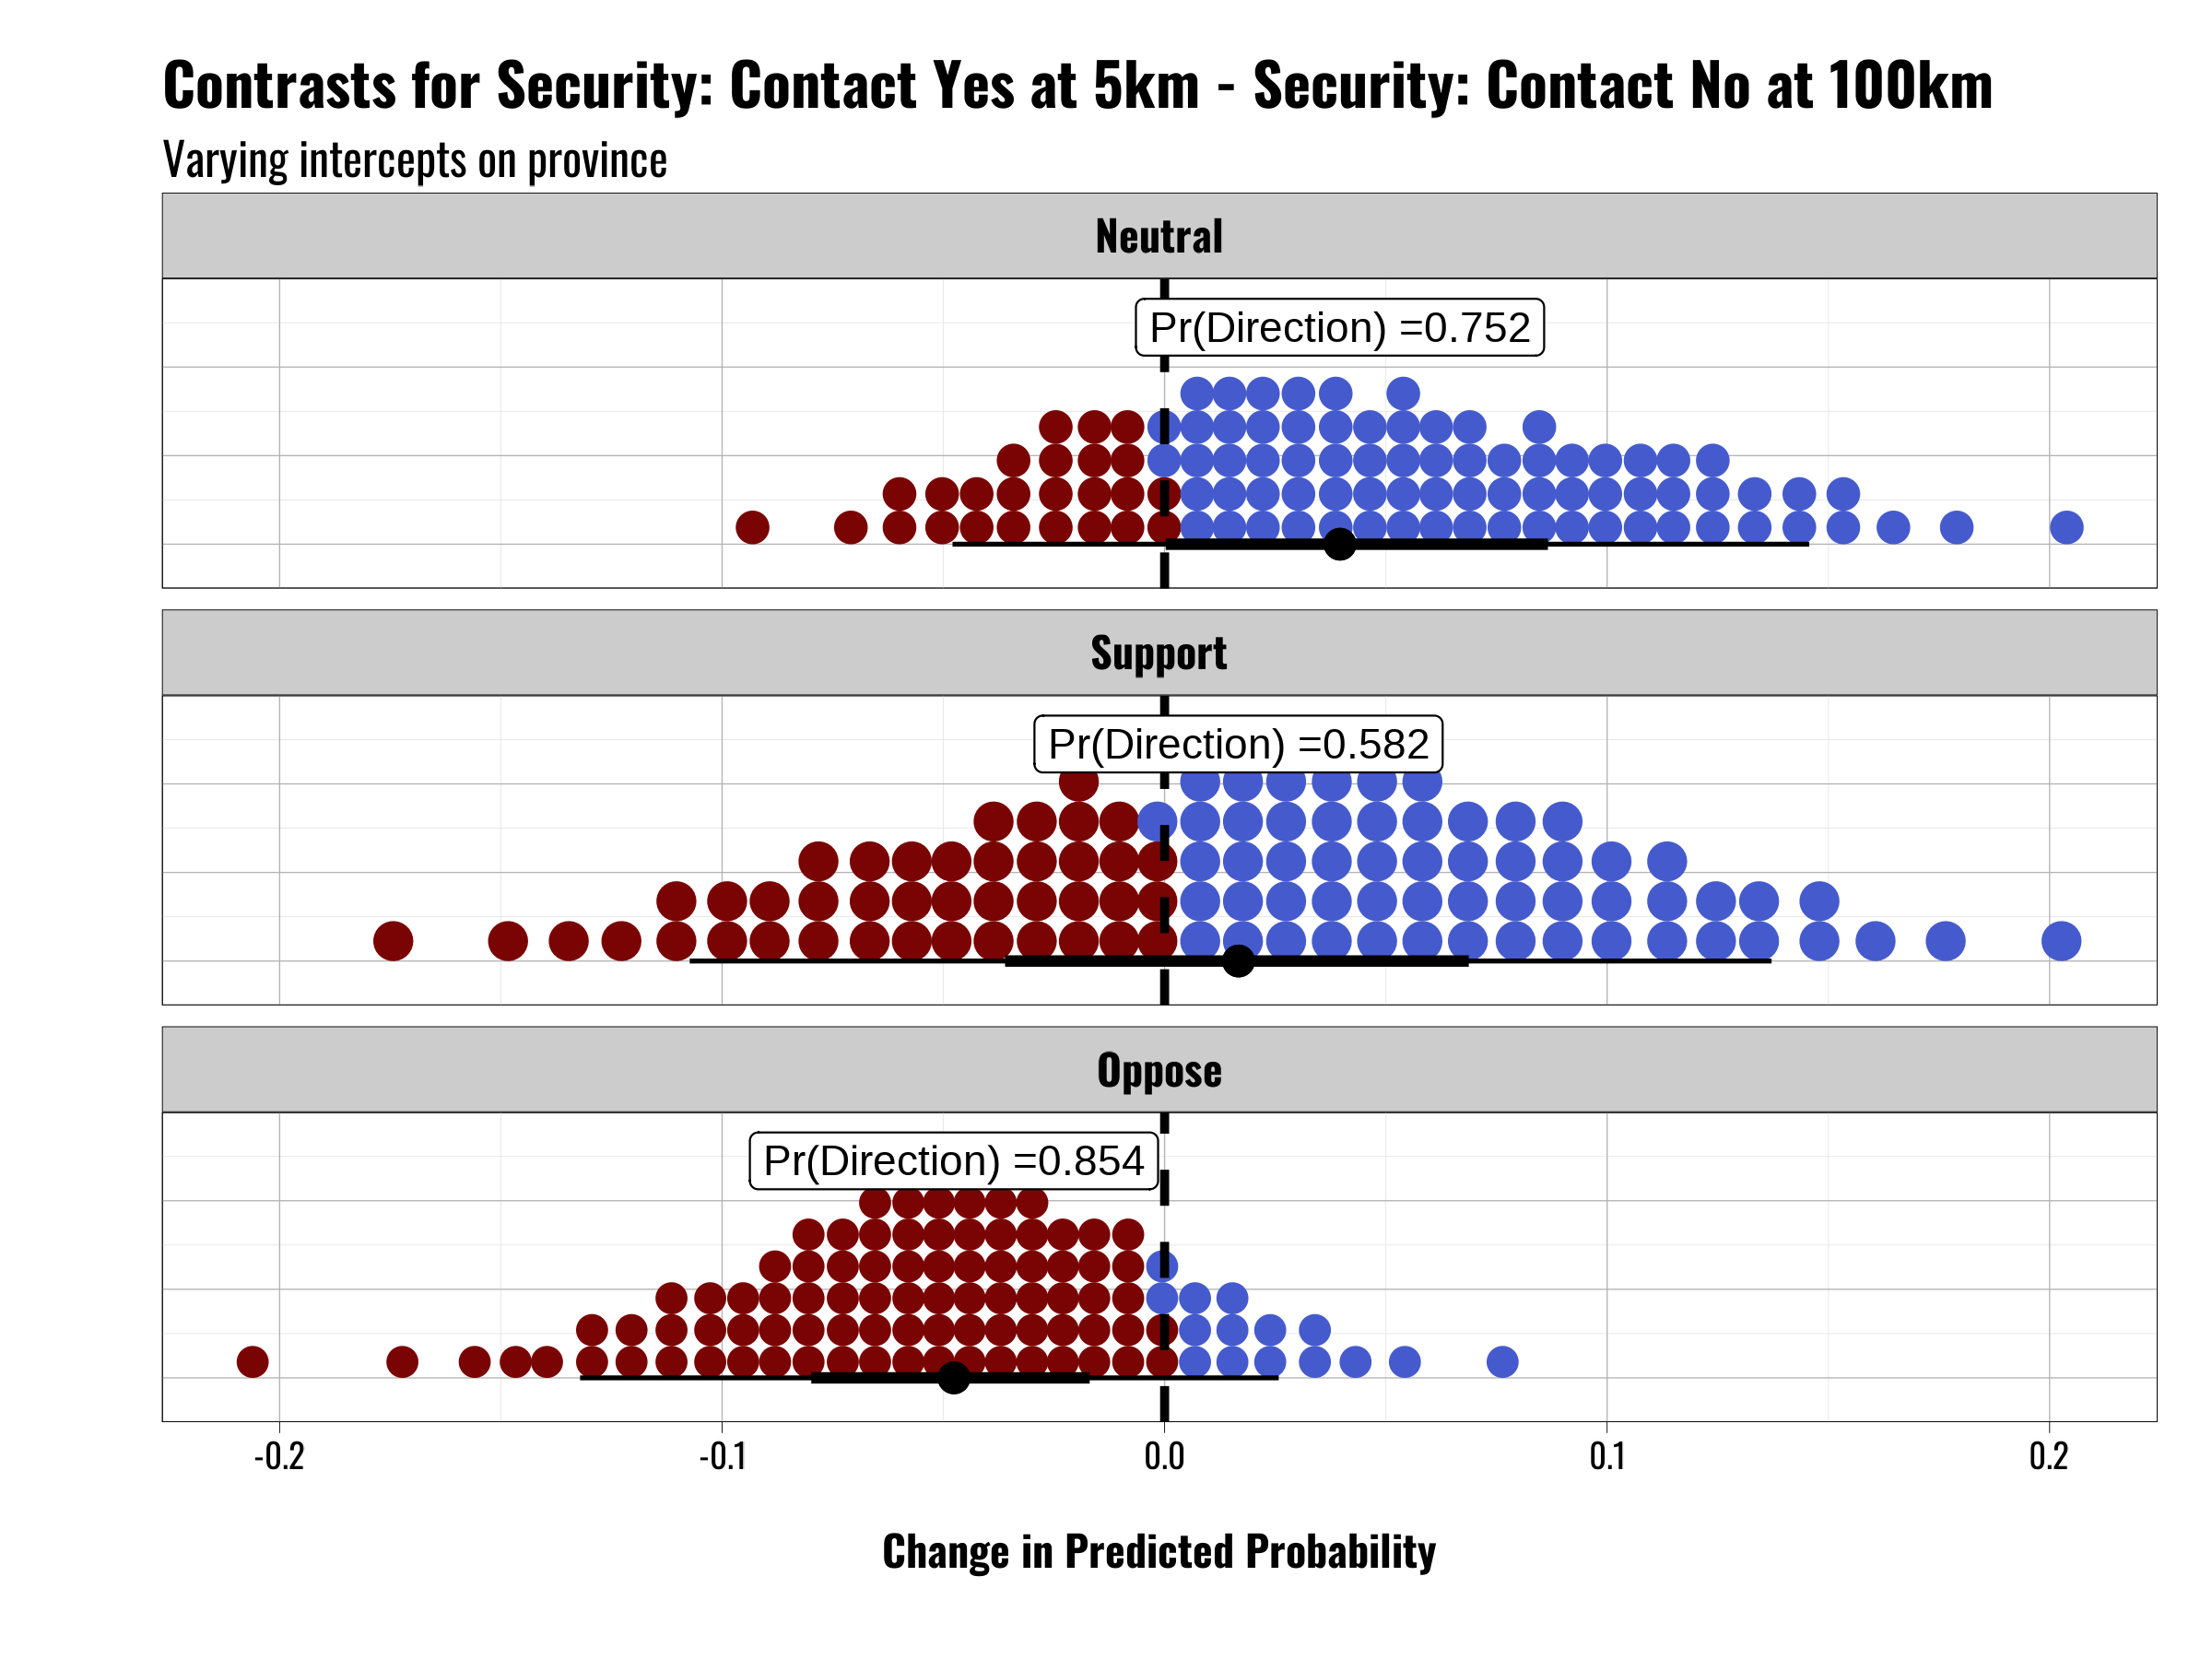 Contrasts for Security: Contact Yes at 5km - Security: Contact No at 100km
Varying intercepts on province
Neutral
Pr(Direction) =0.752
Support
Pr(Direction) =0.582
Oppose
Pr(Direction) =0.854
-0.2 -0.1 0.0 0.1 0.2
Change in Predicted Probability